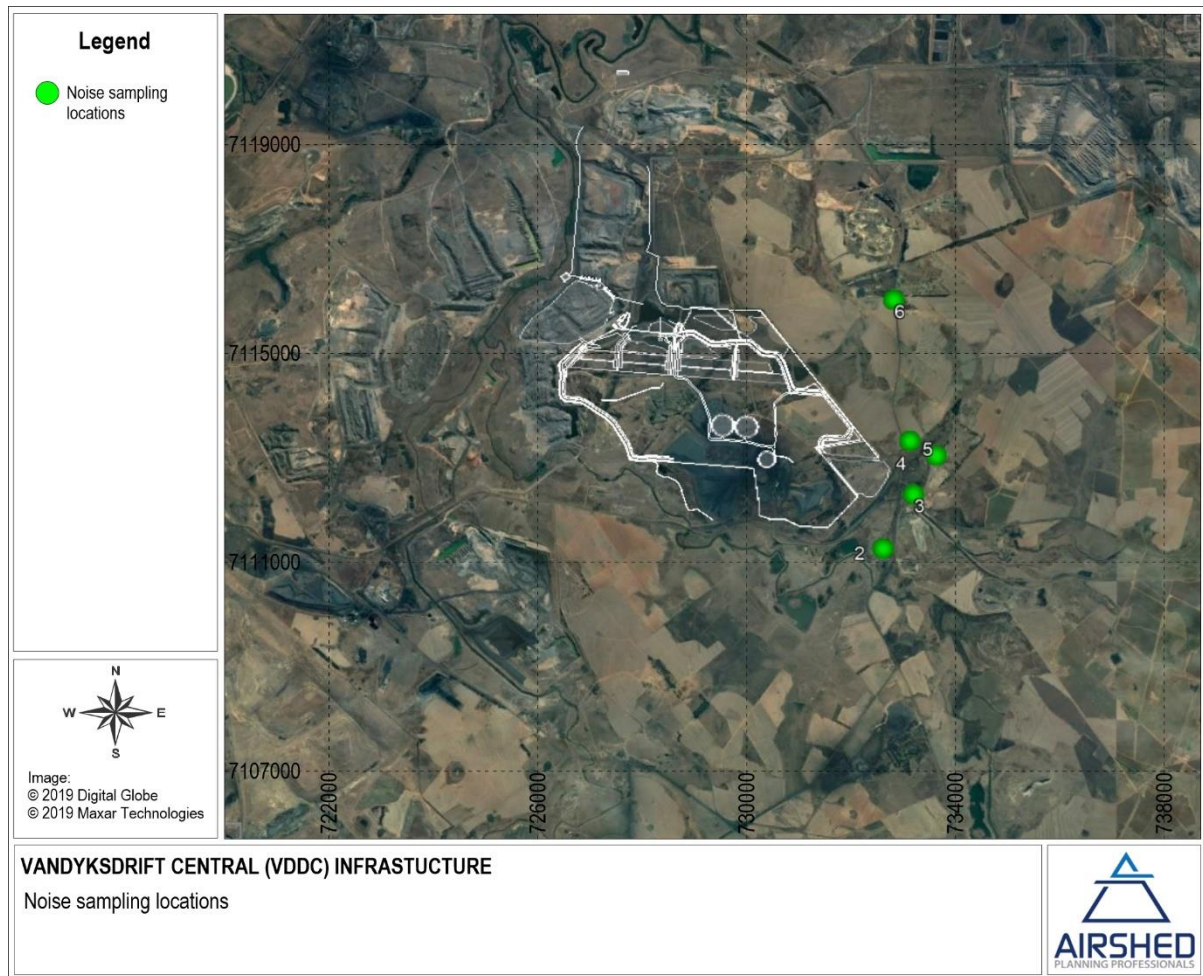 Legend
Noise sampling
locations
7119000
6
7115000
5
4
3
2
7111000
7107000
722000
726000
730000
734000
738000
N
W E
S
Image:
© 2019 Digital Globe
© 2019 Maxar Technologies
VANDYKSDRIFT CENTRAL (VDDC) INFRASTUCTURE
Noise sampling locations
AIRSHED
PLANNING PROFESSIONALS